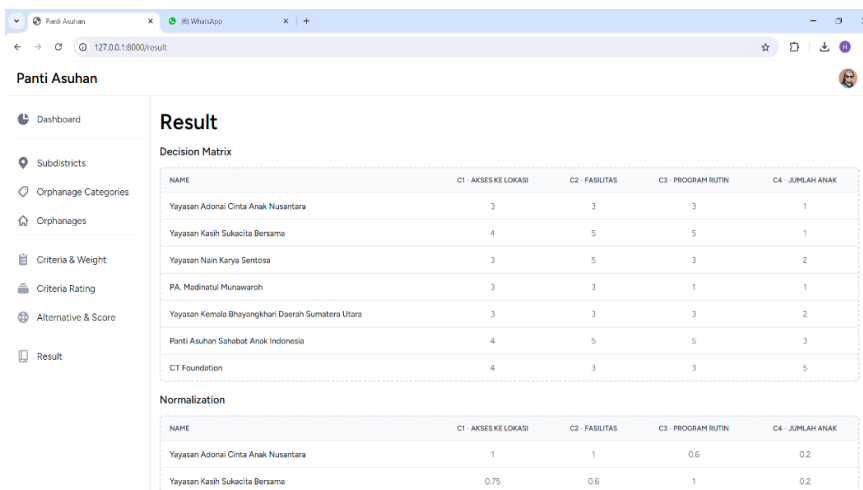 Panti Asuhan
(6) WhatsApp
127.0.0.1:8000/result
H
Panti Asuhan
Dashboard
Subdistricts
Orphanage Categories
Orphanages
Criteria & Weight
Criteria Rating
Alternative & Score
Result
Result
Decision Matrix
NAME C1 - AKSES KE LOKASI C2 - FASILITAS C3 - PROGRAM RUTIN C4 - JUMLAH ANAK
Yayasan Adonai Cinta Anak Nusantara 3 3 3 1
Yayasan Kasih Sukacita Bersama 4 5 5 1
Yayasan Nain Karya Sentosa 3 5 3 2
PA. Madinatul Munawaroh 3 3 1 1
Yayasan Kemala Bhayangkhari Daerah Sumatera Utara 3 3 3 2
Panti Asuhan Sahabat Anak Indonesia 4 5 5 3
CT Foundation 4 3 3 5
Normalization
NAME C1 - AKSES KE LOKASI C2 - FASILITAS C3 - PROGRAM RUTIN C4 - JUMLAH ANAK
Yayasan Adonai Cinta Anak Nusantara 1 1 0.6 0.2
Yayasan Kasih Sukacita Bersama 0.75 0.6 1 0.2